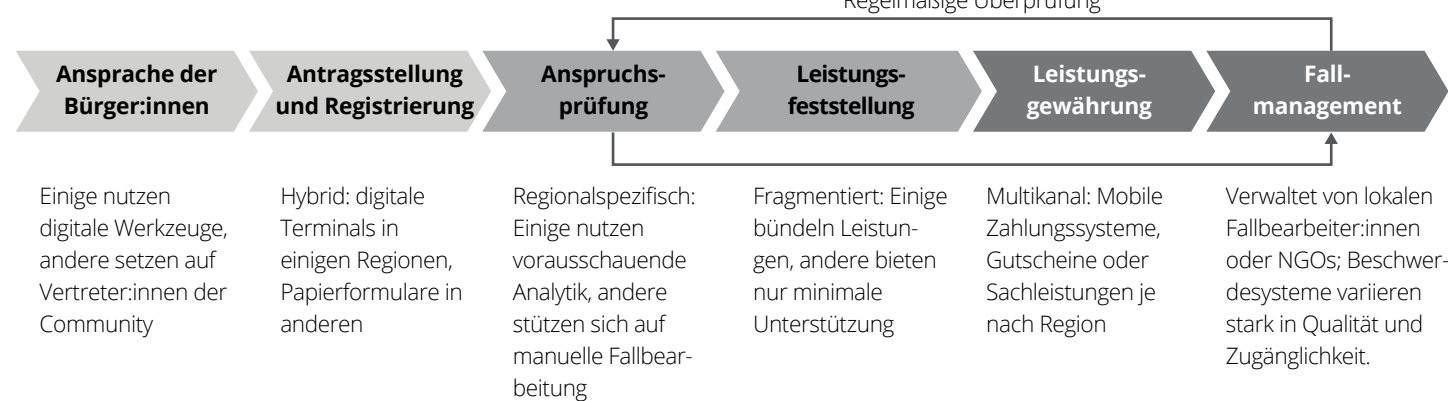 Regelmäßige Überprüfung
Ansprache der
Bürger:innen
Antragsstellung
und Registrierung
Anspruchs-
prüfung
Leistungs-
feststellung
Leistungs-
gewährung
Fall-
management
Einige nutzen
digitale Werkzeuge,
andere setzen auf
Vertreter:innen der
Community
Hybrid: digitale
Terminals in
einigen Regionen,
Papierformulare in
anderen
Regionalspezifisch:
Einige nutzen
vorausschauende
Analytik, andere
stützen sich auf
manuelle Fallbear-
beitung
Fragmentiert: Einige
bündeln Leistun-
gen, andere bieten
nur minimale
Unterstützung
Multikanal: Mobile
Zahlungssysteme,
Gutscheine oder
Sachleistungen je
nach Region
Verwaltet von lokalen
Fallbearbeiter:innen
oder NGOs; Beschwer-
desysteme variieren
stark in Qualität und
Zugänglichkeit.